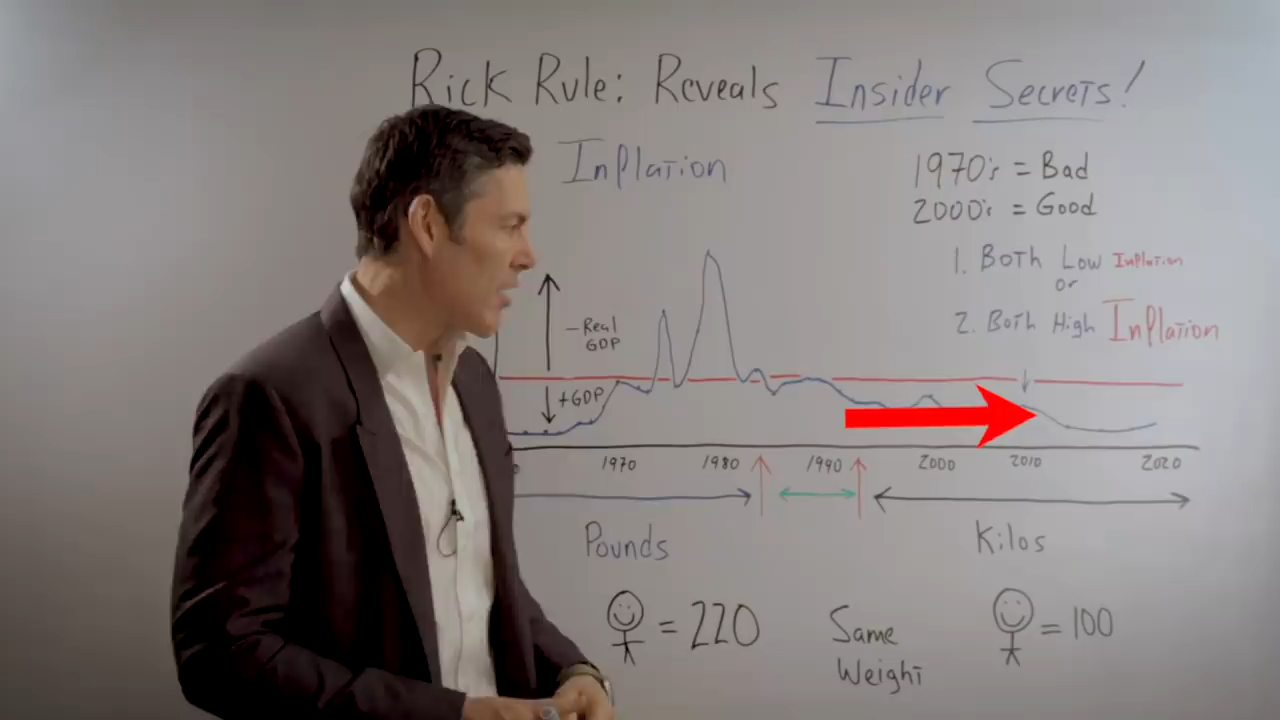 Rick Rule: Reveals Insider Secrets!
Inflation
1970's = Bad
2000's = Good
1. Both Low Inflation
or
2. Both High Inflation
- Real
GDP
+GDP
1970 1980 1990 2000 2010 2020
Pounds
Kilos
= 220
Same
Weight
= 100